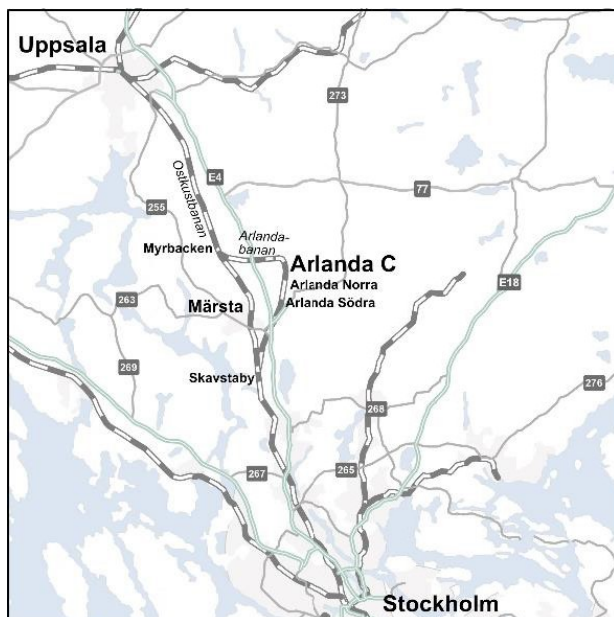 Uppsala
273
E4
77
Ostkustbanan
255
Arlanda-
banan
Myrbacken
Arlanda C
Arlanda Norra
Arlanda Södra
E18
263
Märsta
269
Skavstaby
276
268
267
265
Stockholm